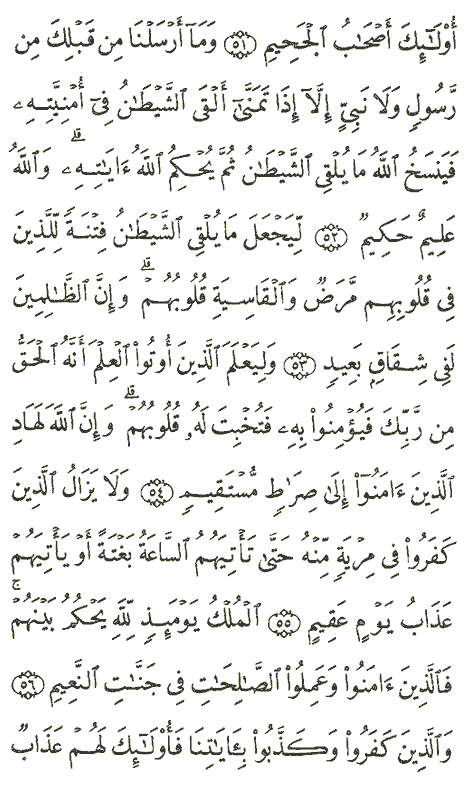 أُوْلَٰٓئِكَ أَصْحَٰبُ ٱلْجَحِيمِ ۝٥١ وَمَآ أَرْسَلْنَا مِن قَبْلِكَ مِن
رَّسُولٍ وَلَا نَبِيٍّ إِلَّآ إِذَا تَمَنَّىٰٓ أَلْقَى ٱلشَّيْطَٰنُ فِىٓ أُمْنِيَّتِهِۦ
فَيَنسَخُ ٱللَّهُ مَا يُلْقِى ٱلشَّيْطَٰنُ ثُمَّ يُحْكِمُ ٱللَّهُ ءَايَٰتِهِۦۗ وَٱللَّهُ
عَلِيمٌ حَكِيمٌ ۝٥٢ لِّيَجْعَلَ مَا يُلْقِى ٱلشَّيْطَٰنُ فِتْنَةً لِّلَّذِينَ
فِى قُلُوبِهِم مَّرَضٌ وَٱلْقَاسِيَةِ قُلُوبُهُمْۗ وَإِنَّ ٱلظَّٰلِمِينَ
لَفِى شِقَاقٍۭ بَعِيدٍ ۝٥٣ وَلِيَعْلَمَ ٱلَّذِينَ أُوتُوا۟ ٱلْعِلْمَ أَنَّهُ ٱلْحَقُّ
مِن رَّبِّكَ فَيُؤْمِنُوا۟ بِهِۦ فَتُخْبِتَ لَهُۥ قُلُوبُهُمْۗ وَإِنَّ ٱللَّهَ لَهَادِ
ٱلَّذِينَ ءَامَنُوٓا۟ إِلَىٰ صِرَٰطٍ مُّسْتَقِيمٍ ۝٥٤ وَلَا يَزَالُ ٱلَّذِينَ
كَفَرُوا۟ فِى مِرْيَةٍ مِّنْهُ حَتَّىٰ تَأْتِيَهُمُ ٱلسَّاعَةُ بَغْتَةً أَوْ يَأْتِيَهُمْ
عَذَابُ يَوْمٍ عَقِيمٍ ۝٥٥ ٱلْمُلْكُ يَوْمَئِذٍ لِّلَّهِ يَحْكُمُ بَيْنَهُمْۚ
فَٱلَّذِينَ ءَامَنُوا۟ وَعَمِلُوا۟ ٱلصَّٰلِحَٰتِ فِى جَنَّٰتِ ٱلنَّعِيمِ ۝٥٦
وَٱلَّذِينَ كَفَرُوا۟ وَكَذَّبُوا۟ بِـَٔايَٰتِنَا فَأُو۟لَٰٓئِكَ لَهُمْ عَذَابٌ